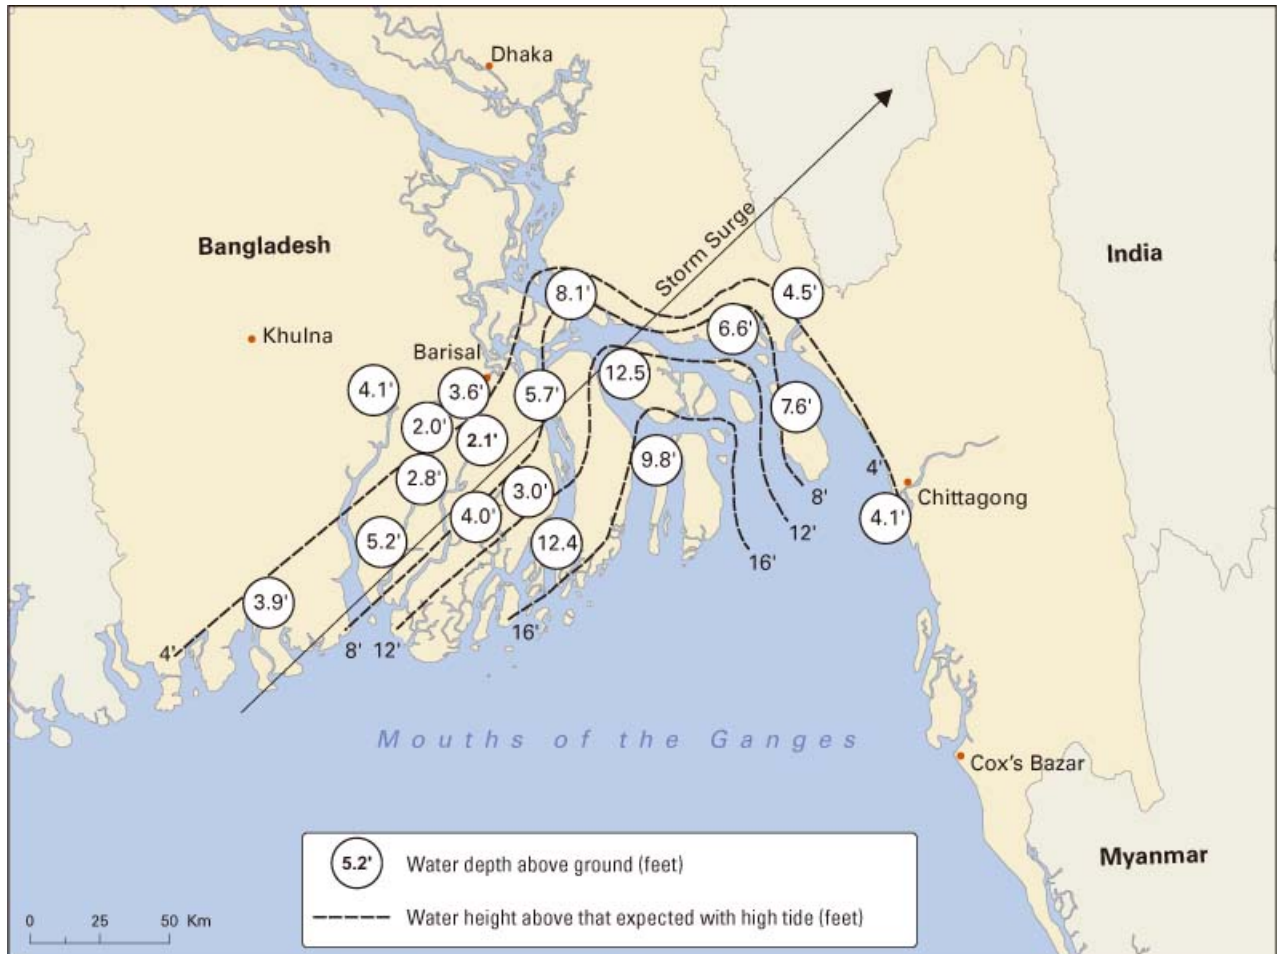 Dhaka
Storm Surge
Bangladesh
India
8.1'
4.5'
6.6'
Khulna
Barisal
12.5
4.1'
3.6'
5.7'
7.6'
2.0'
2.1'
9.8'
4'
2.8'
3.0'
8'
Chittagong
4.0'
4.1'
12'
5.2'
12.4
16'
3.9'
16'
4'
8'
12'
Mouths of the Ganges
Cox's Bazar
Myanmar
5.2'
Water depth above ground (feet)
Water height above that expected with high tide (feet)
0 25 50 Km